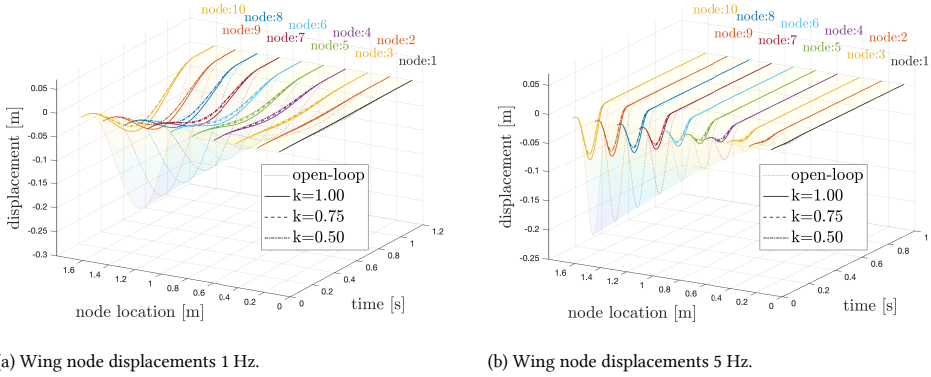 node:10
node:8
node:6
node:4
node:2
node:9
node:7
node:5
node:3
node:1
displacement [m]
0.05
0
-0.05
-0.1
-0.15
-0.2
-0.25
-0.3
open-loop
k=1.00
k=0.75
k=0.50
1.6
1.4
1.2
1
0.8
0.6
0.4
0.2
0
node location [m]
0
0.2
0.4
0.6
0.8
1
1.2
time [s]
(a) Wing node displacements 1 Hz.
node:10
node:8
node:6
node:4
node:2
node:9
node:7
node:5
node:3
node:1
displacement [m]
0.05
0
-0.05
-0.1
-0.15
-0.2
-0.25
open-loop
k=1.00
k=0.75
k=0.50
1.6
1.4
1.2
1
0.8
0.6
0.4
0.2
0
node location [m]
0
0.2
0.4
0.6
0.8
1
time [s]
(b) Wing node displacements 5 Hz.